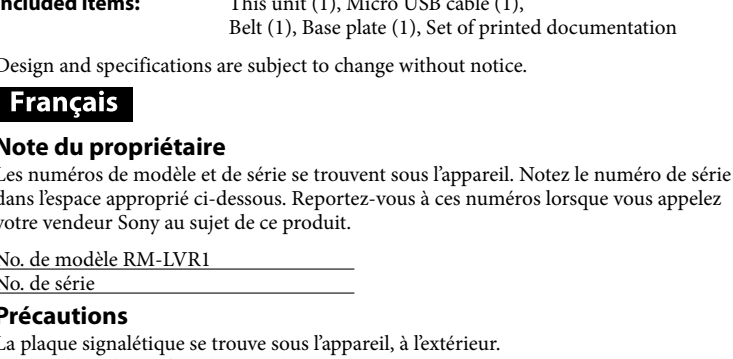 Included items: This unit (1), Micro USB cable (1),
Belt (1), Base plate (1), Set of printed documentation
Design and specifications are subject to change without notice.
Français
Note du propriétaire
Les numéros de modèle et de série se trouvent sous l’appareil. Notez le numéro de série
dans l’espace approprié ci-dessous. Reportez-vous à ces numéros lorsque vous appelez
votre vendeur Sony au sujet de ce produit.
No. de modèle RM-LVR1
No. de série
Précautions
La plaque signalétique se trouve sous l’appareil, à l’extérieur.